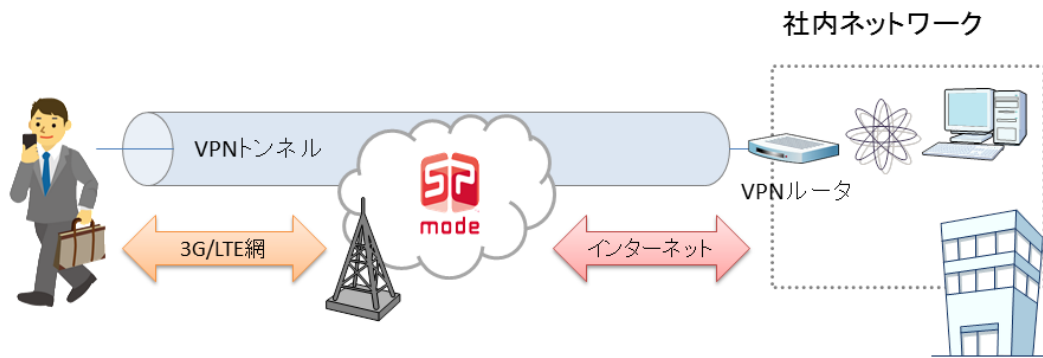 社内ネットワーク
VPNトンネル
sp
mode
VPNルータ
3G/LTE網
インターネット